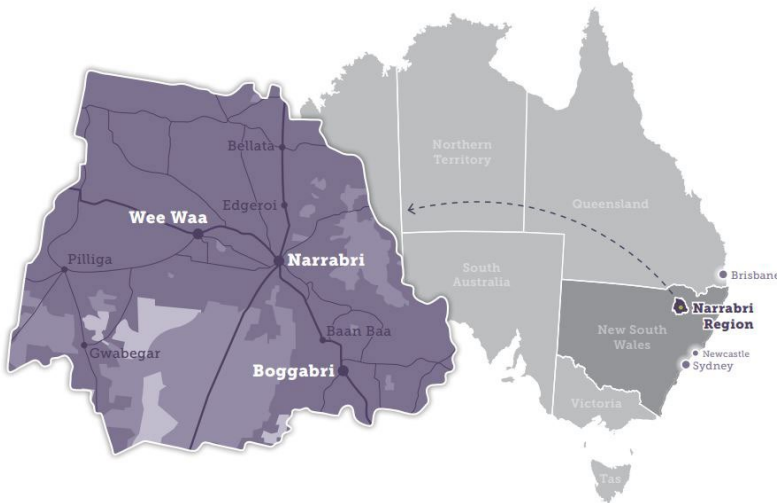 Bellata
Edgeroi
Wee Waa
Narrabri
Pilliga
Baan Baa
Gwabegar
Boggabri
Northern
Territory
Queensland
South
Australia
Brisbane
Narrabri
Region
New South
Wales
Newcastle
Sydney
Victoria
Tas